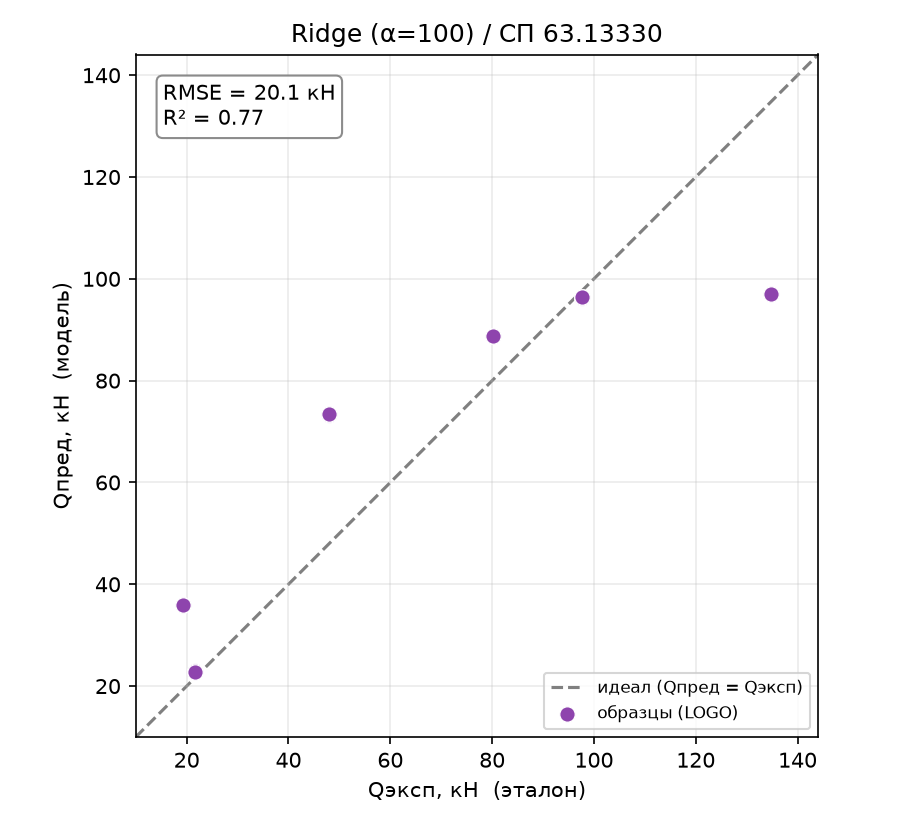 Ridge (α=100) / СП 63.13330
RMSE = 20.1 кН
R² = 0.77
140
120
100
80
60
40
20
Qпред, кН  (модель)
идеал (Qпред = Qэксп)
образцы (LOGO)
20 40 60 80 100 120 140
Qэксп, кН  (эталон)